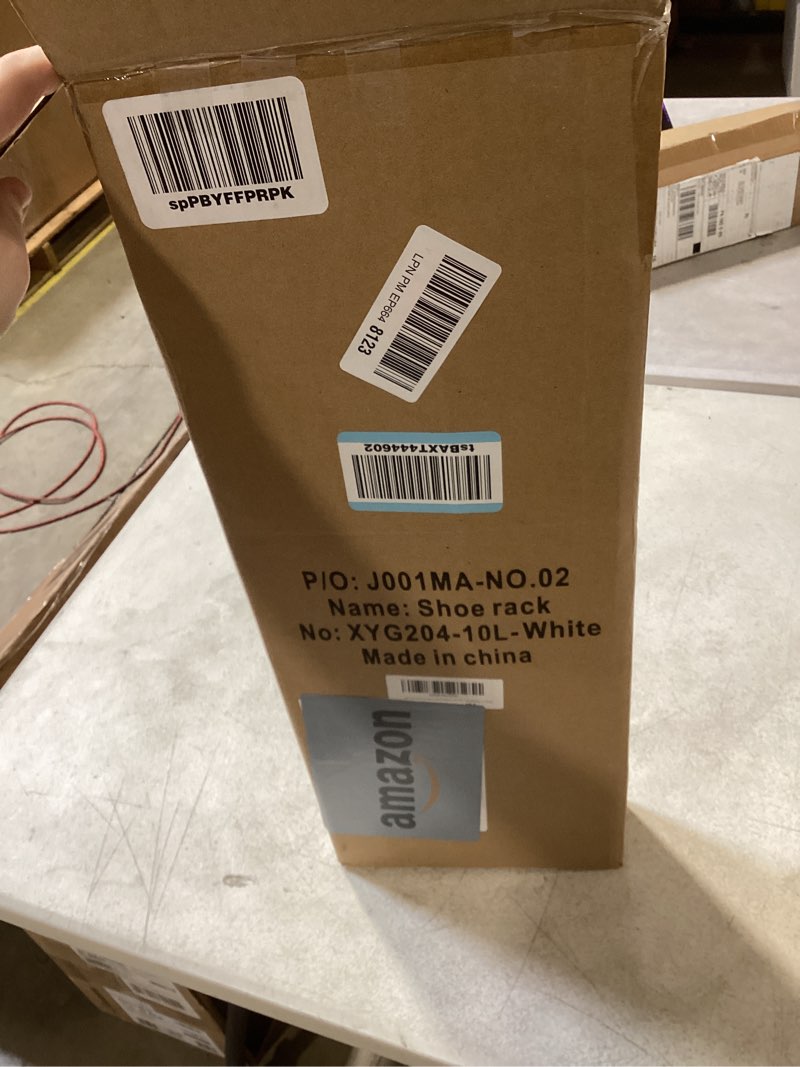 spPBYFFPRPK
LPN PM EP664 8123
tsBAXT444602
P/O: J001MA-NO.02
Name: Shoe rack
No: XYG204-10L-White
Made in china
amazon